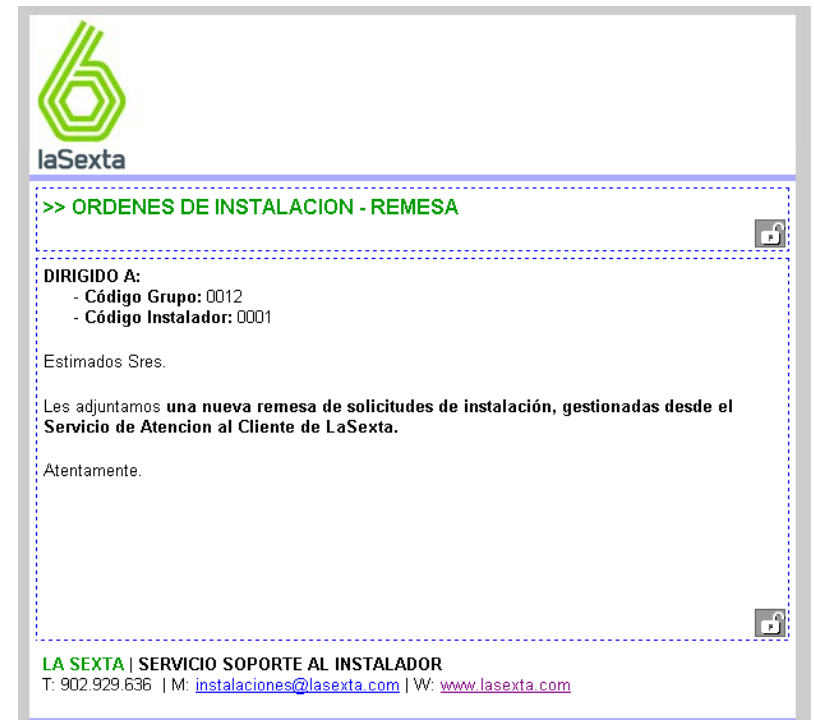 laSexta
>> ORDENES DE INSTALACION - REMESA
DIRIGIDO A:
- Código Grupo: 0012
- Código Instalador: 0001
Estimados Sres.
Les adjuntamos una nueva remesa de solicitudes de instalación, gestionadas desde el
Servicio de Atencion al Cliente de LaSexta.
Atentamente.
LA SEXTA | SERVICIO SOPORTE AL INSTALADOR
T: 902.929.636 | M: instalaciones@lasexta.com | W: www.lasexta.com